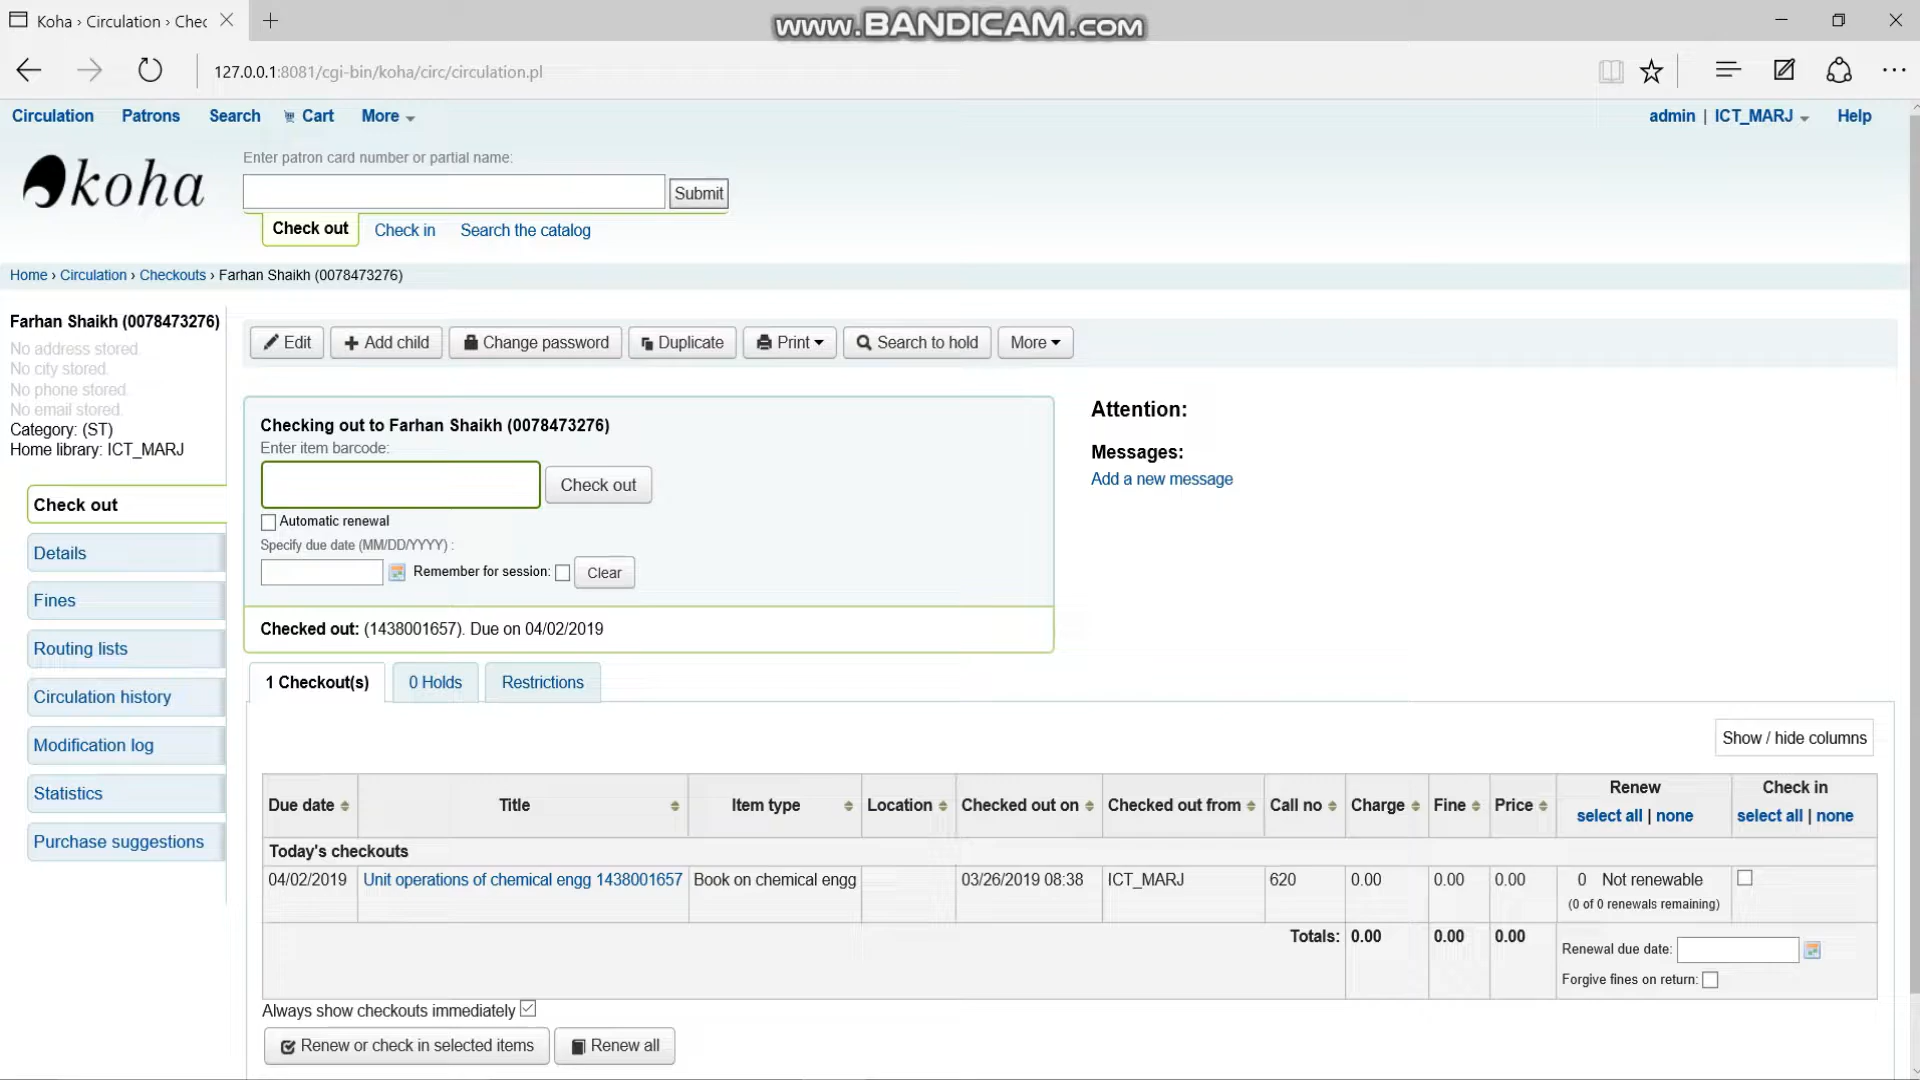 Koha › Circulation › Chec
www.BANDICAM.com
127.0.0.1:8081/cgi-bin/koha/circ/circulation.pl
Circulation Patrons Search Cart More
admin | ICT_MARJ Help
koha
Enter patron card number or partial name:
Submit
Check out Check in Search the catalog
Home › Circulation › Checkouts › Farhan Shaikh (0078473276)
Farhan Shaikh (0078473276)
No address stored.
No city stored.
No phone stored.
No email stored.
Category: (ST)
Home library: ICT_MARJ
Check out
Details
Fines
Routing lists
Circulation history
Modification log
Statistics
Purchase suggestions
Edit Add child Change password Duplicate Print Search to hold More
Checking out to Farhan Shaikh (0078473276)
Enter item barcode:
Check out
Automatic renewal
Specify due date (MM/DD/YYYY) :
Remember for session: Clear
Checked out: (1438001657). Due on 04/02/2019
Attention:
Messages:
Add a new message
1 Checkout(s) 0 Holds Restrictions
Show / hide columns
Due date Title Item type Location Checked out on Checked out from Call no Charge Fine Price Renew Check in
select all | none select all | none
Today's checkouts
04/02/2019 Unit operations of chemical engg 1438001657 Book on chemical engg 03/26/2019 08:38 ICT_MARJ 620 0.00 0.00 0.00 0 Not renewable
(0 of 0 renewals remaining)
Totals: 0.00 0.00 0.00
Renewal due date:
Forgive fines on return:
Always show checkouts immediately
Renew or check in selected items Renew all